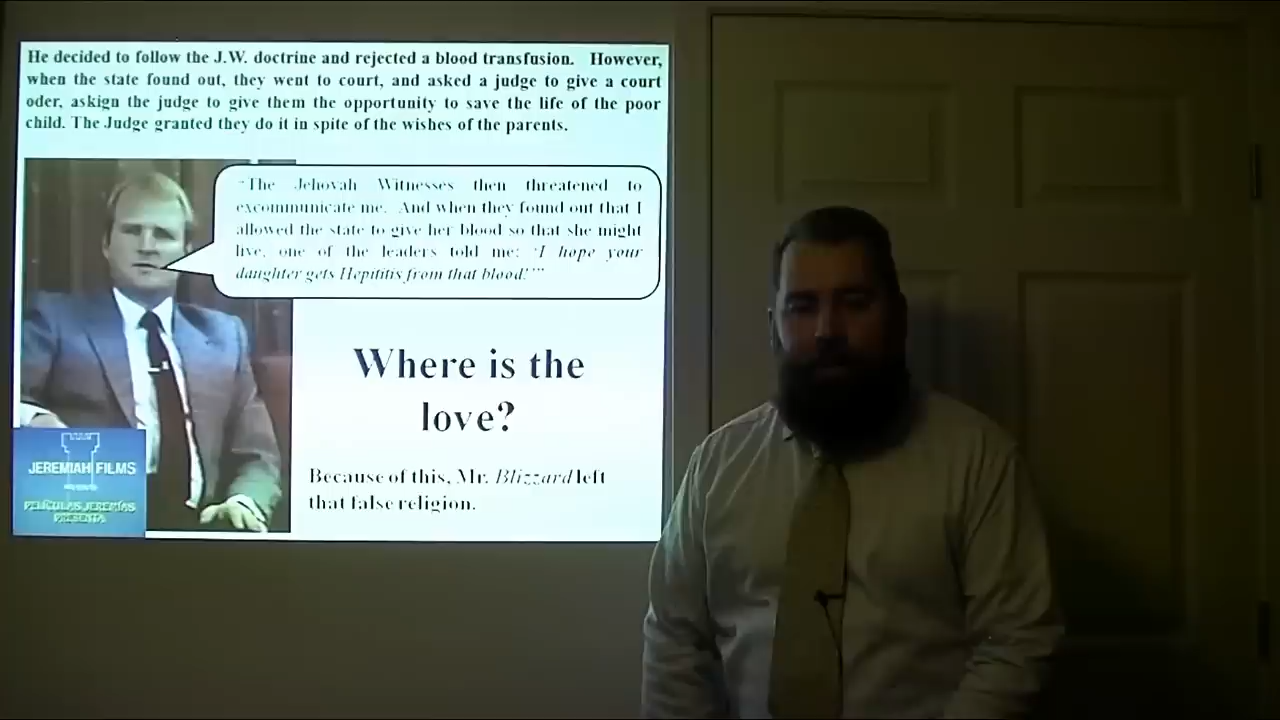 He decided to follow the J.W. doctrine and rejected a blood transfusion. However,
when the state found out, they went to court, and asked a judge to give a court
oder, askign the judge to give them the opportunity to save the life of the poor
child. The Judge granted they do it in spite of the wishes of the parents.
“The Jehovah Witnesses then threatened to
excommunicate me. And when they found out that I
allowed the state to give her blood so that she might
live, one of the leaders told me: ‘I hope your
daughter gets Hepititis from that blood!’”
Where is the
love?
Because of this, Mr. Blizzard left
that false religion.
JEREMIAH FILMS
PELÍCULAS JEREMÍAS
PRESENTA